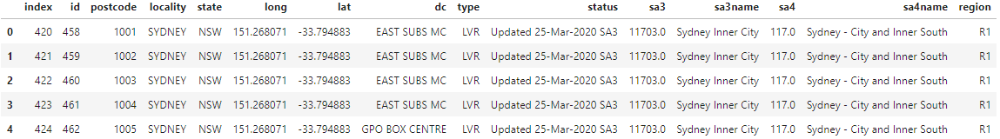 index id postcode locality state long lat dc type status sa3 sa3name sa4 sa4name region
0 420 458 1001 SYDNEY NSW 151.268071 -33.794883 EAST SUBS MC LVR Updated 25-Mar-2020 SA3 11703.0 Sydney Inner City 117.0 Sydney - City and Inner South R1
1 421 459 1002 SYDNEY NSW 151.268071 -33.794883 EAST SUBS MC LVR Updated 25-Mar-2020 SA3 11703.0 Sydney Inner City 117.0 Sydney - City and Inner South R1
2 422 460 1003 SYDNEY NSW 151.268071 -33.794883 EAST SUBS MC LVR Updated 25-Mar-2020 SA3 11703.0 Sydney Inner City 117.0 Sydney - City and Inner South R1
3 423 461 1004 SYDNEY NSW 151.268071 -33.794883 EAST SUBS MC LVR Updated 25-Mar-2020 SA3 11703.0 Sydney Inner City 117.0 Sydney - City and Inner South R1
4 424 462 1005 SYDNEY NSW 151.268071 -33.794883 GPO BOX CENTRE LVR Updated 25-Mar-2020 SA3 11703.0 Sydney Inner City 117.0 Sydney - City and Inner South R1